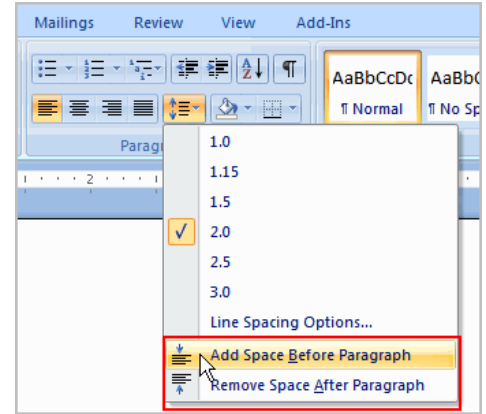 Mailings Review View Add-Ins
AaBbCcDc AaBb
¶ Normal ¶ No Sp
Paragr
2
1.0
1.15
1.5
2.0
2.5
3.0
Line Spacing Options...
Add Space Before Paragraph
Remove Space After Paragraph